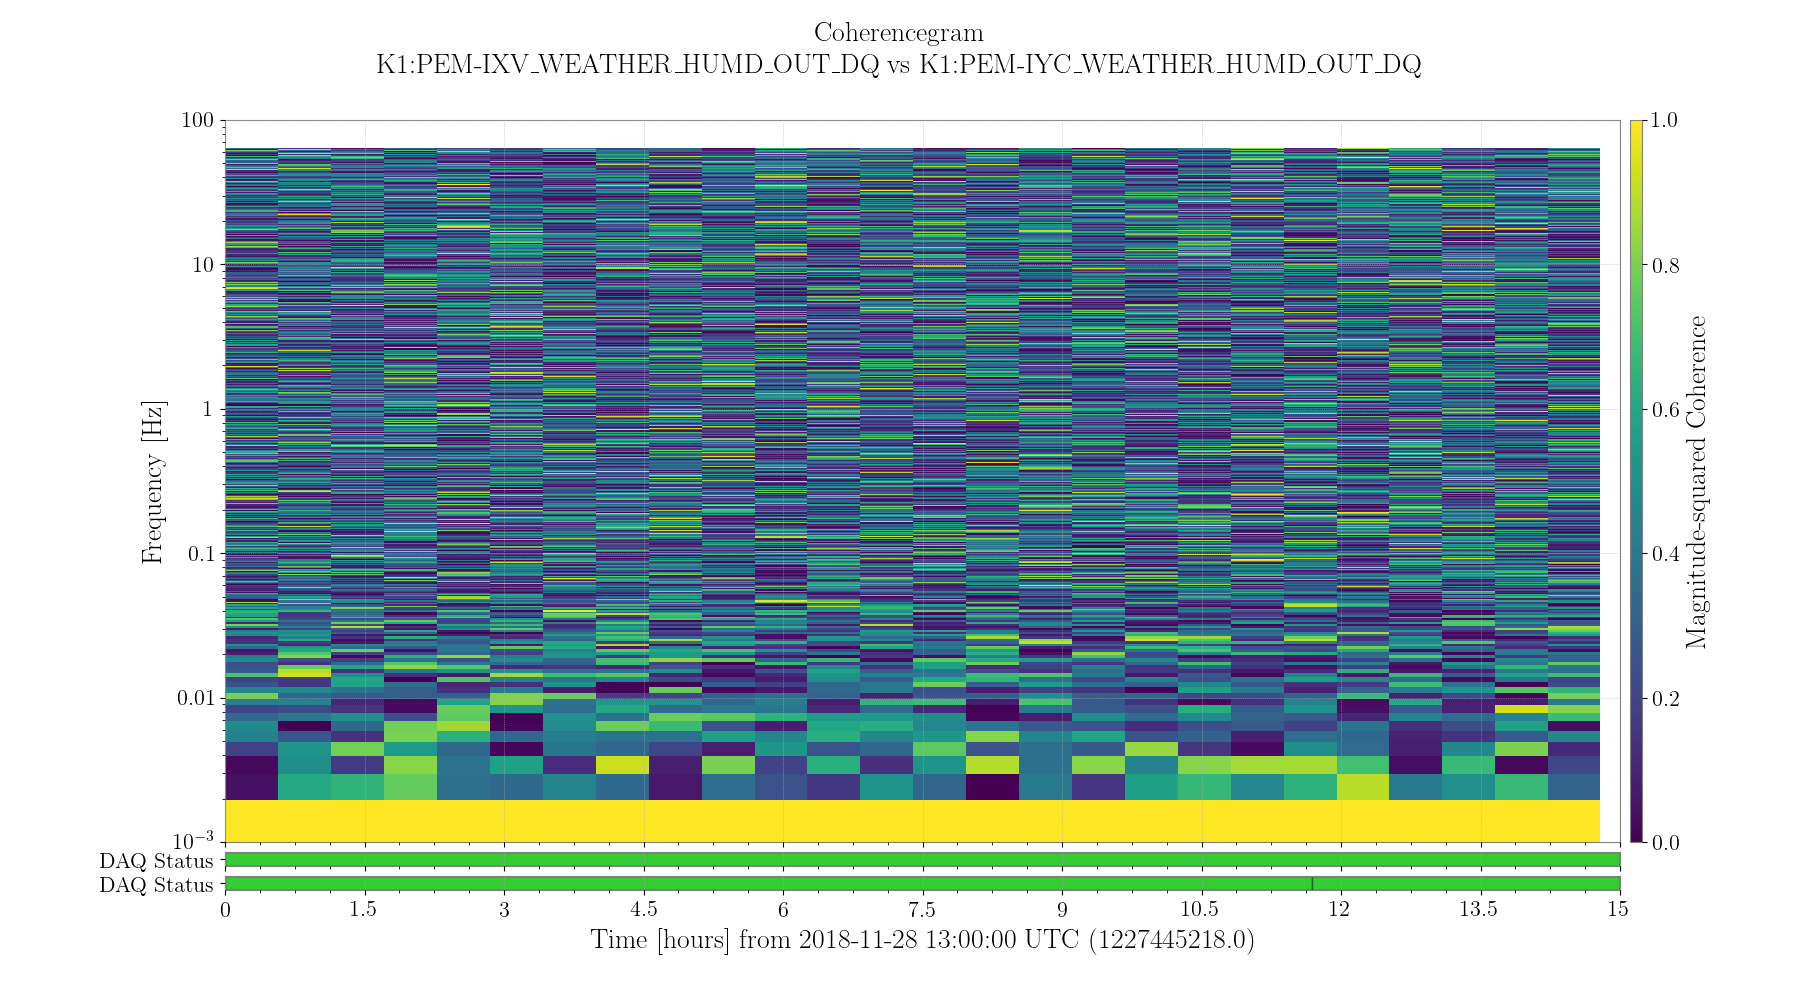 Coherencegram
K1:PEM-IXV_WEATHER_HUMD_OUT_DQ vs K1:PEM-IYC_WEATHER_HUMD_OUT_DQ
100
10
1
0.1
0.01
10⁻³
Frequency [Hz]
1.0
0.8
0.6
0.4
0.2
0.0
Magnitude-squared Coherence
DAQ Status
DAQ Status
0 1.5 3 4.5 6 7.5 9 10.5 12 13.5 15
Time [hours] from 2018-11-28 13:00:00 UTC (1227445218.0)